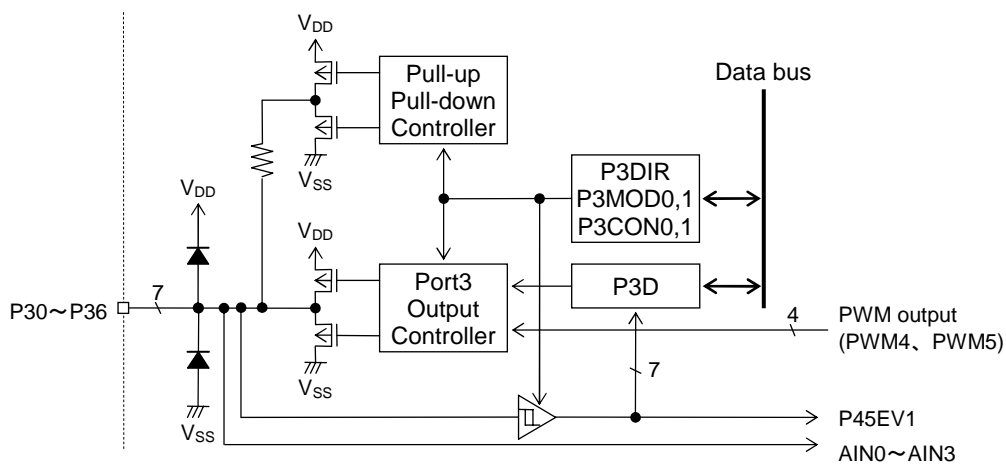 VDD
Pull-up
Pull-down
Controller
VSS
Data bus
P3DIR
P3MOD0,1
P3CON0,1
VDD
VDD
Port3
Output
Controller
P3D
P30～P36
7
4
PWM output
(PWM4、PWM5)
VSS
7
VSS
P45EV1
AIN0～AIN3